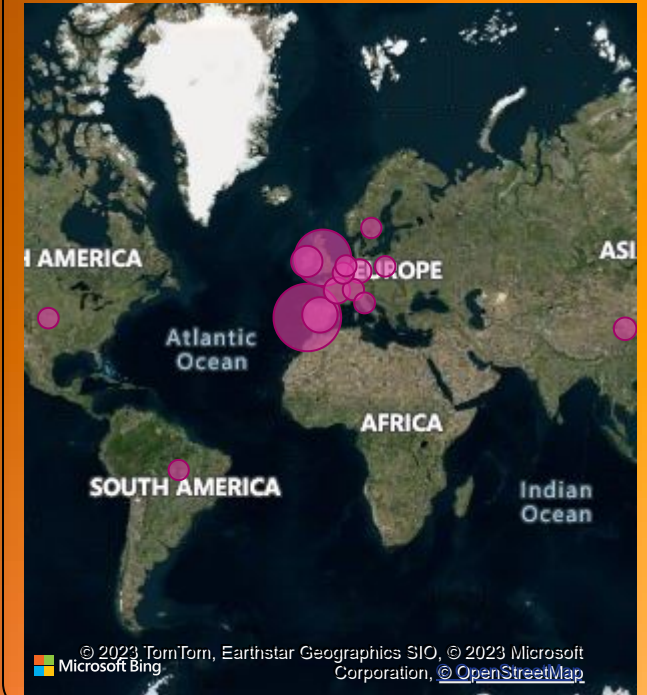 H AMERICA
EUROPE
ASI
Atlantic
Ocean
AFRICA
SOUTH AMERICA
Indian
Ocean
© 2023 TomTom, Earthstar Geographics SIO, © 2023 Microsoft
Microsoft Bing
Corporation, © OpenStreetMap